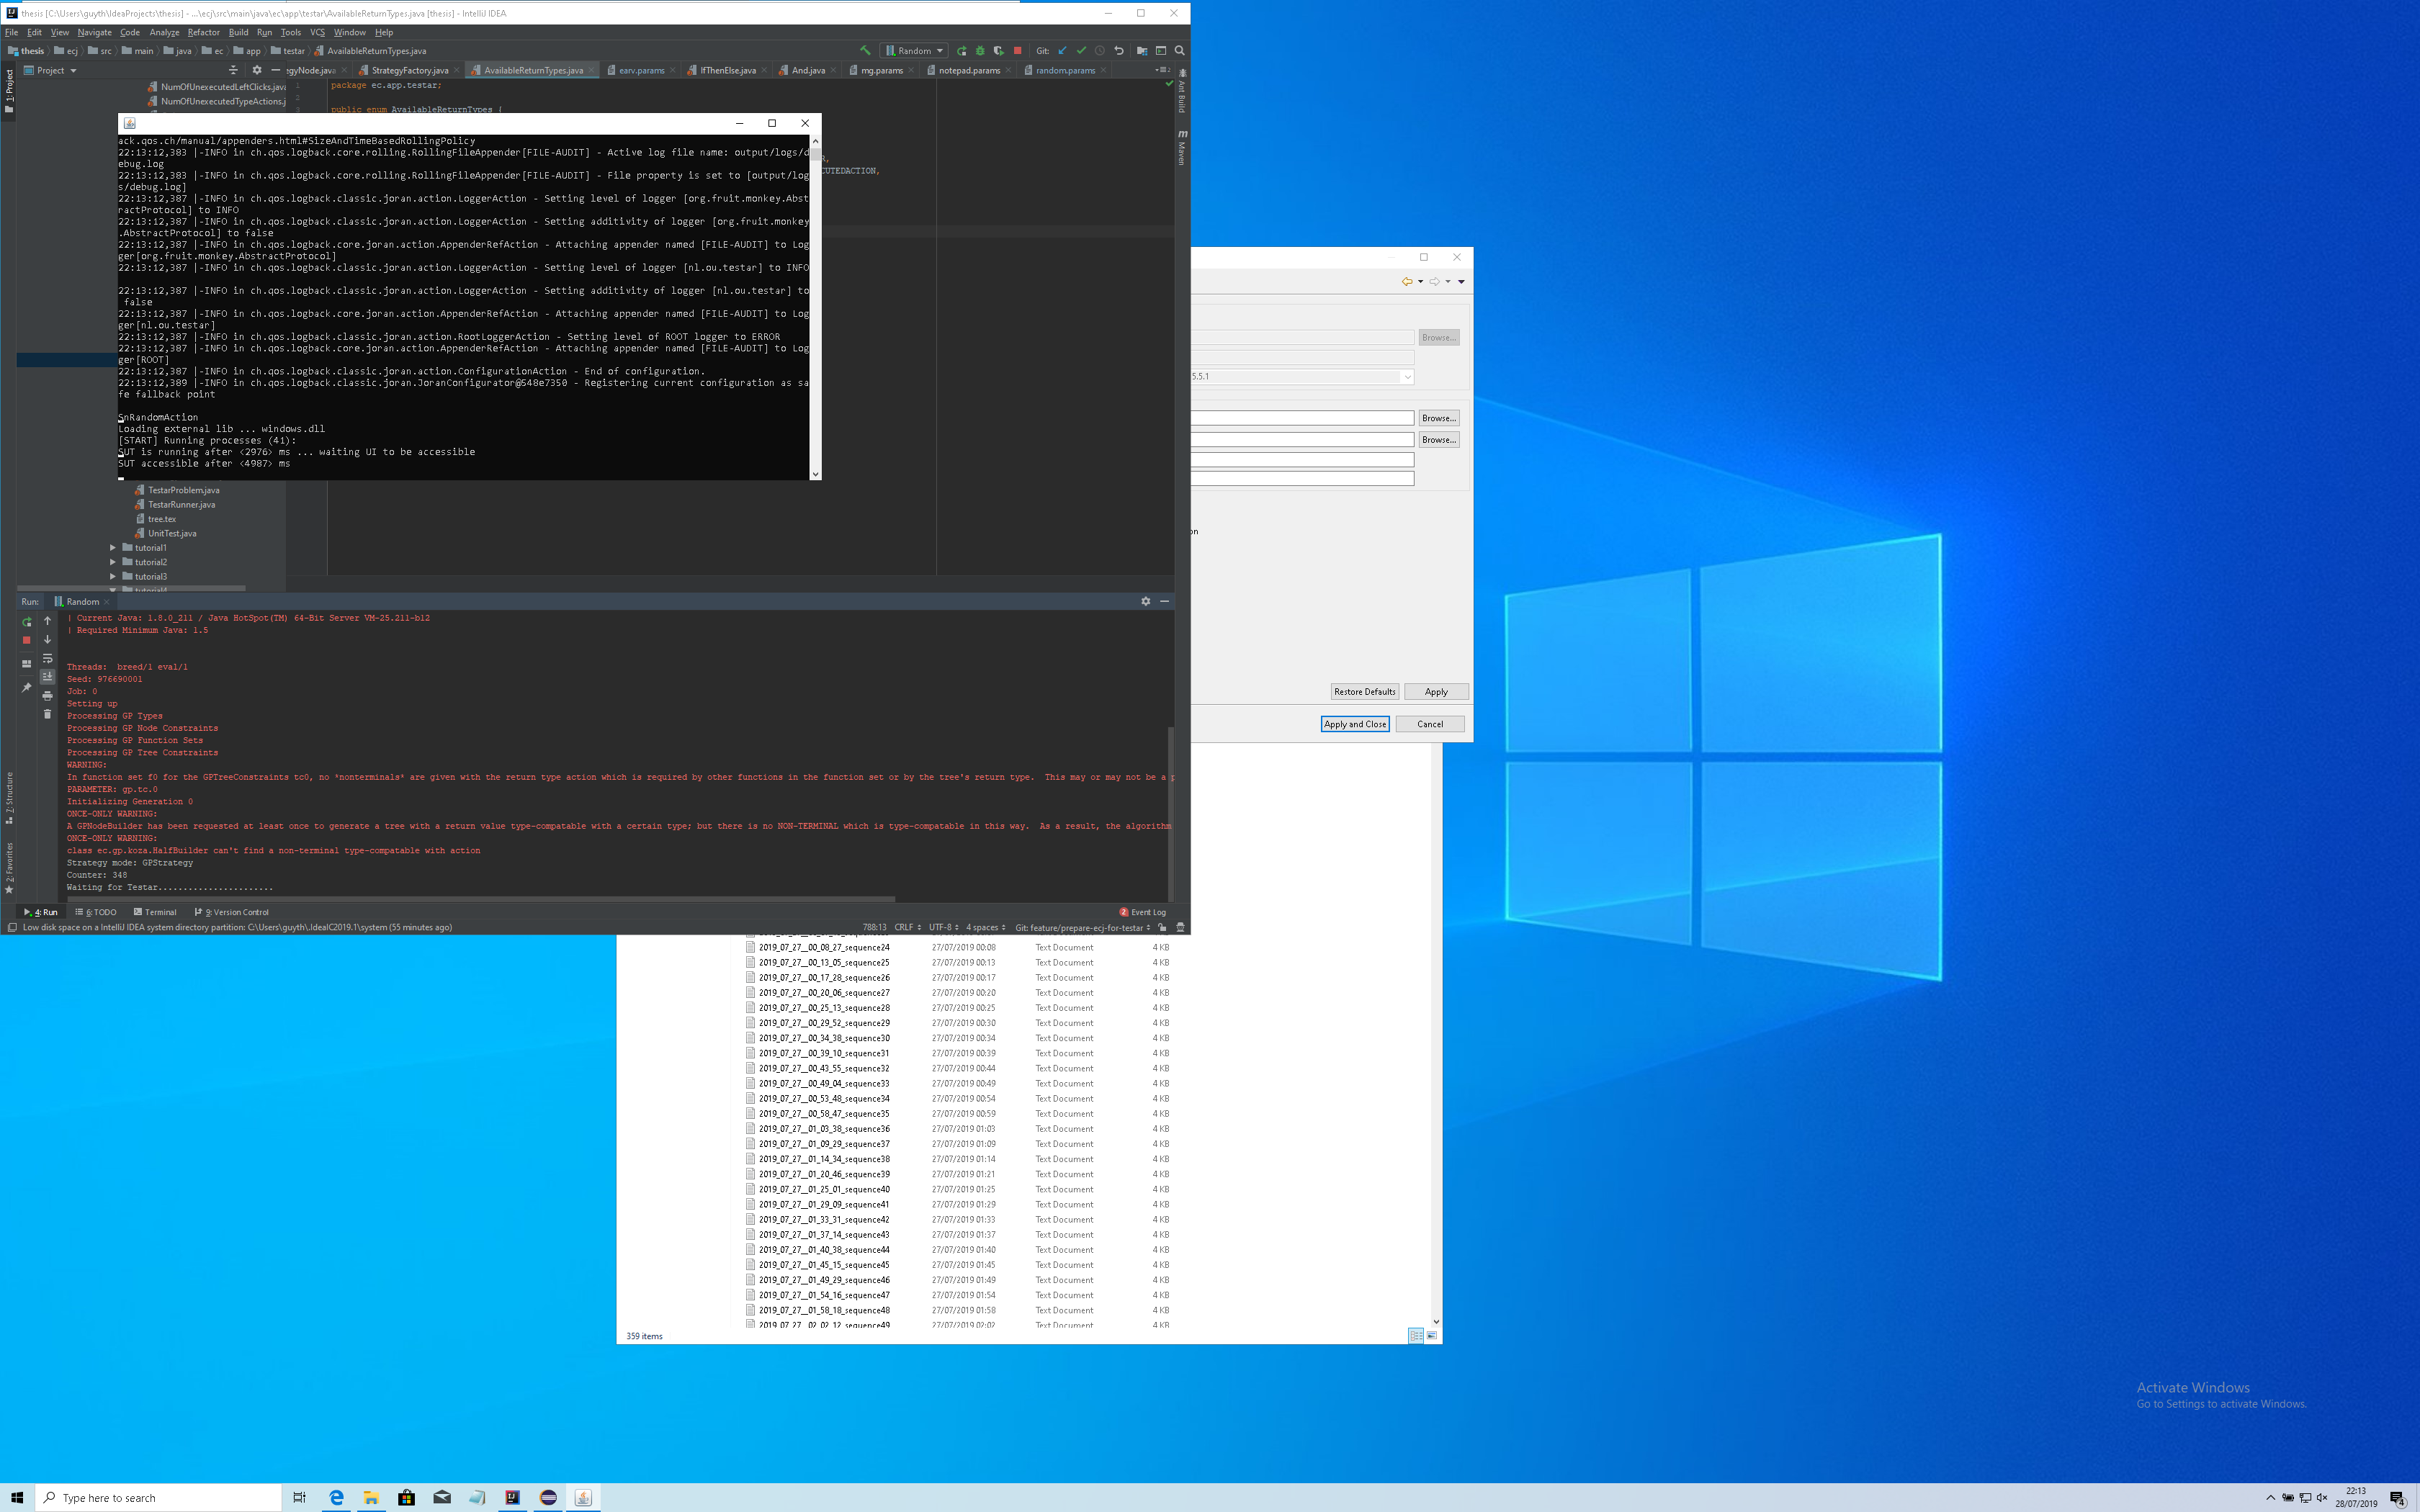 thesis [C:\Users\guyth\IdeaProjects\thesis] - ...\ecj\src\main\java\ec\app\testar\AvailableReturnTypes.java [thesis] - IntelliJ IDEA
File Edit View Navigate Code Analyze Refactor Build Run Tools VCS Window Help
thesis ecj src main java ec app testar AvailableReturnTypes.java
Random
Git:
Project
egyNode.java StrategyFactory.java AvailableReturnTypes.java earv.params IfThenElse.java And.java mg.params notepad.params random.params
1: Project
Ant Build
Maven
NumOfUnexecutedLeftClicks.java
NumOfUnexecutedTypeActions.j
1 package ec.app.testar;
2
3 public enum AvailableReturnTypes {
R,
CUTEDACTION,
ack.qos.ch/manual/appenders.html#SizeAndTimeBasedRollingPolicy
22:13:12,383 |-INFO in ch.qos.logback.core.rolling.RollingFileAppender[FILE-AUDIT] - Active log file name: output/logs/d
ebug.log
22:13:12,383 |-INFO in ch.qos.logback.core.rolling.RollingFileAppender[FILE-AUDIT] - File property is set to [output/log
s/debug.log]
22:13:12,387 |-INFO in ch.qos.logback.classic.joran.action.LoggerAction - Setting level of logger [org.fruit.monkey.Abst
ractProtocol] to INFO
22:13:12,387 |-INFO in ch.qos.logback.classic.joran.action.LoggerAction - Setting additivity of logger [org.fruit.monkey
.AbstractProtocol] to false
22:13:12,387 |-INFO in ch.qos.logback.core.joran.action.AppenderRefAction - Attaching appender named [FILE-AUDIT] to Log
ger[org.fruit.monkey.AbstractProtocol]
22:13:12,387 |-INFO in ch.qos.logback.classic.joran.action.LoggerAction - Setting level of logger [nl.ou.testar] to INFO
22:13:12,387 |-INFO in ch.qos.logback.classic.joran.action.LoggerAction - Setting additivity of logger [nl.ou.testar] to
false
22:13:12,387 |-INFO in ch.qos.logback.core.joran.action.AppenderRefAction - Attaching appender named [FILE-AUDIT] to Log
ger[nl.ou.testar]
22:13:12,387 |-INFO in ch.qos.logback.classic.joran.action.RootLoggerAction - Setting level of ROOT logger to ERROR
22:13:12,387 |-INFO in ch.qos.logback.core.joran.action.AppenderRefAction - Attaching appender named [FILE-AUDIT] to Log
ger[ROOT]
22:13:12,387 |-INFO in ch.qos.logback.classic.joran.action.ConfigurationAction - End of configuration.
22:13:12,389 |-INFO in ch.qos.logback.classic.joran.JoranConfigurator@548e7350 - Registering current configuration as sa
fe fallback point
SnRandomAction
Loading external lib ... windows.dll
[START] Running processes (41):
SUT is running after <2976> ms ... waiting UI to be accessible
SUT accessible after <4987> ms
TestarProblem.java
TestarRunner.java
tree.tex
UnitTest.java
tutorial1
tutorial2
tutorial3
tutorial4
Browse...
5.5.1
Browse...
Browse...
on
Restore Defaults Apply
Apply and Close Cancel
Run: Random
| Current Java: 1.8.0_211 / Java HotSpot(TM) 64-Bit Server VM-25.211-b12
| Required Minimum Java: 1.5
Threads: breed/1 eval/1
Seed: 976690001
Job: 0
Setting up
Processing GP Types
Processing GP Node Constraints
Processing GP Function Sets
Processing GP Tree Constraints
WARNING:
In function set f0 for the GPTreeConstraints tc0, no *nonterminals* are given with the return type action which is required by other functions in the function set or by the tree's return type. This may or may not be a p
PARAMETER: gp.tc.0
Initializing Generation 0
ONCE-ONLY WARNING:
A GPNodeBuilder has been requested at least once to generate a tree with a return value type-compatable with a certain type; but there is no NON-TERMINAL which is type-compatable in this way. As a result, the algorithm
ONCE-ONLY WARNING:
class ec.gp.koza.HalfBuilder can't find a non-terminal type-compatable with action
Strategy mode: GPStrategy
Counter: 348
Waiting for Testar.......................
7: Structure
2: Favorites
4: Run 6: TODO Terminal 9: Version Control 2 Event Log
Low disk space on a IntelliJ IDEA system directory partition: C:\Users\guyth\.IdeaIC2019.1\system (55 minutes ago) 788:13 CRLF UTF-8 4 spaces Git: feature/prepare-ecj-for-testar
2019_07_27__00_08_27_sequence24 27/07/2019 00:08 Text Document 4 KB
2019_07_27__00_13_05_sequence25 27/07/2019 00:13 Text Document 4 KB
2019_07_27__00_17_28_sequence26 27/07/2019 00:17 Text Document 4 KB
2019_07_27__00_20_06_sequence27 27/07/2019 00:20 Text Document 4 KB
2019_07_27__00_25_13_sequence28 27/07/2019 00:25 Text Document 4 KB
2019_07_27__00_29_52_sequence29 27/07/2019 00:30 Text Document 4 KB
2019_07_27__00_34_38_sequence30 27/07/2019 00:34 Text Document 4 KB
2019_07_27__00_39_10_sequence31 27/07/2019 00:39 Text Document 4 KB
2019_07_27__00_43_55_sequence32 27/07/2019 00:44 Text Document 4 KB
2019_07_27__00_49_04_sequence33 27/07/2019 00:49 Text Document 4 KB
2019_07_27__00_53_48_sequence34 27/07/2019 00:54 Text Document 4 KB
2019_07_27__00_58_47_sequence35 27/07/2019 00:59 Text Document 4 KB
2019_07_27__01_03_38_sequence36 27/07/2019 01:03 Text Document 4 KB
2019_07_27__01_09_29_sequence37 27/07/2019 01:09 Text Document 4 KB
2019_07_27__01_14_34_sequence38 27/07/2019 01:14 Text Document 4 KB
2019_07_27__01_20_46_sequence39 27/07/2019 01:21 Text Document 4 KB
2019_07_27__01_25_01_sequence40 27/07/2019 01:25 Text Document 4 KB
2019_07_27__01_29_09_sequence41 27/07/2019 01:29 Text Document 4 KB
2019_07_27__01_33_31_sequence42 27/07/2019 01:33 Text Document 4 KB
2019_07_27__01_37_14_sequence43 27/07/2019 01:37 Text Document 4 KB
2019_07_27__01_40_38_sequence44 27/07/2019 01:40 Text Document 4 KB
2019_07_27__01_45_15_sequence45 27/07/2019 01:45 Text Document 4 KB
2019_07_27__01_49_29_sequence46 27/07/2019 01:49 Text Document 4 KB
2019_07_27__01_54_16_sequence47 27/07/2019 01:54 Text Document 4 KB
2019_07_27__01_58_18_sequence48 27/07/2019 01:58 Text Document 4 KB
2019_07_27__02_02_12_sequence49 27/07/2019 02:02 Text Document 4 KB
359 items
Activate Windows
Go to Settings to activate Windows.
Type here to search
22:13
28/07/2019
4